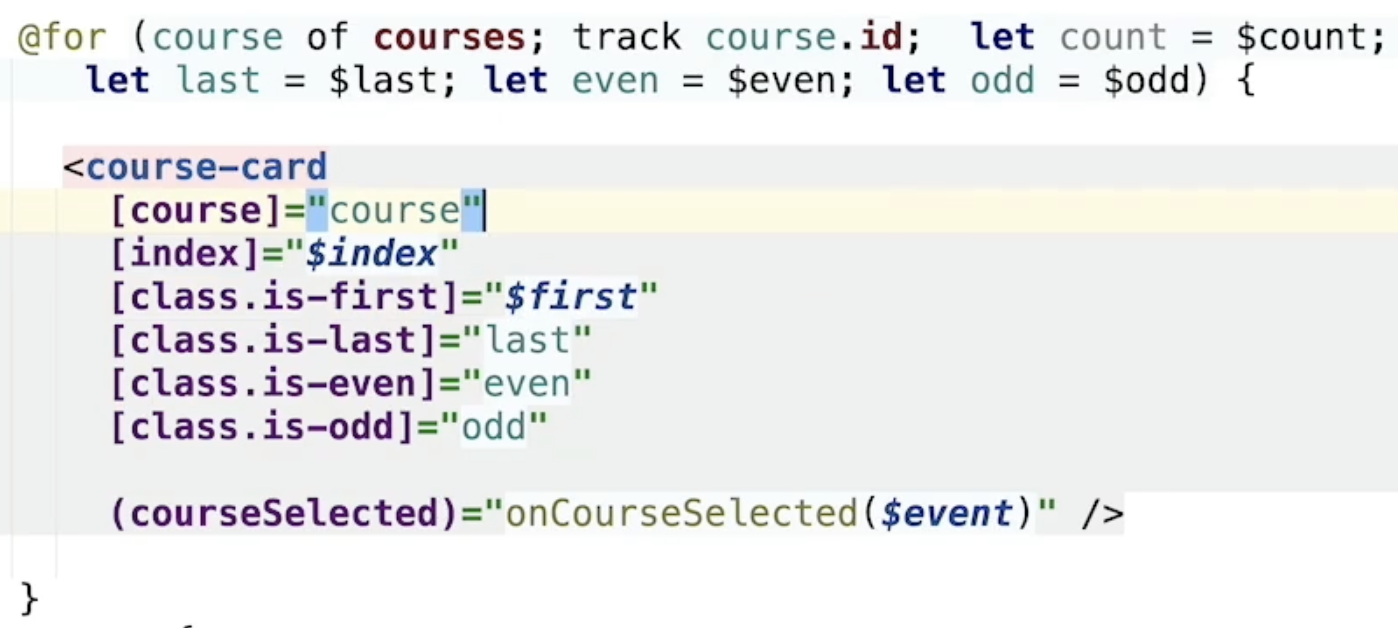 @for (course of courses; track course.id;  let count = $count;
let last = $last; let even = $even; let odd = $odd) {
<course-card
[course]="course"
[index]="$index"
[class.is-first]="$first"
[class.is-last]="last"
[class.is-even]="even"
[class.is-odd]="odd"
(courseSelected)="onCourseSelected($event)" />
}